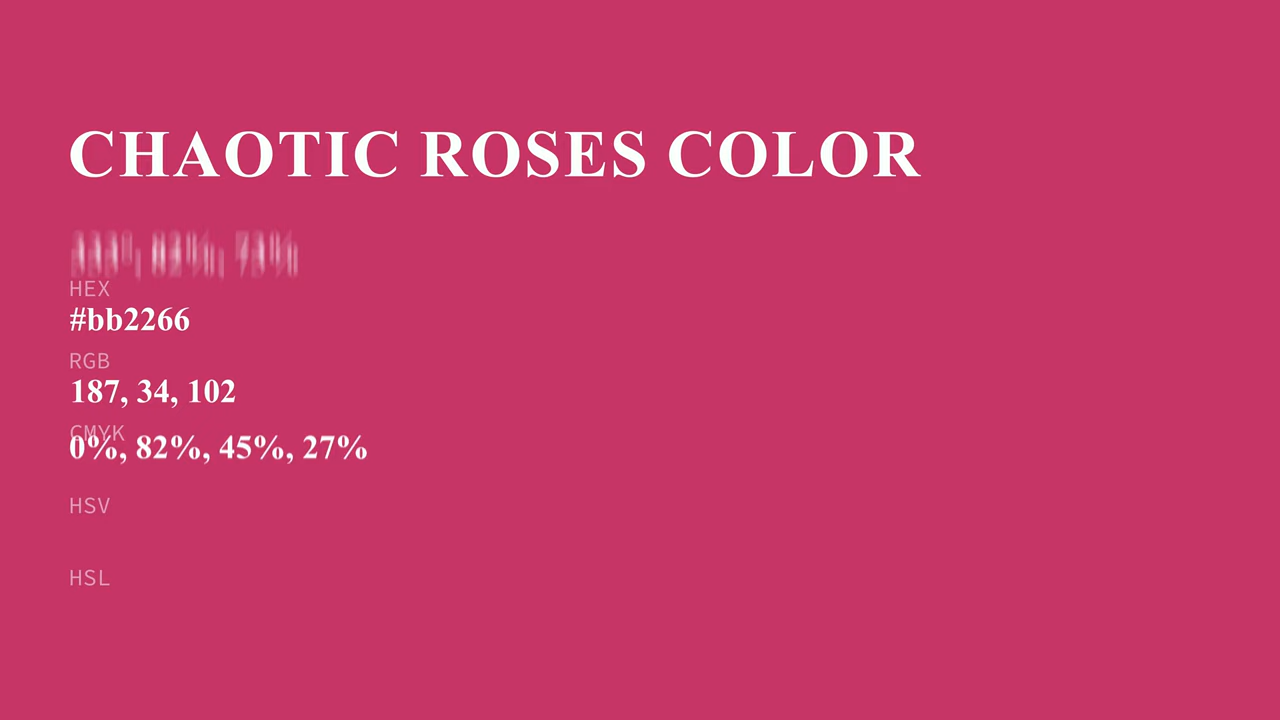 CHAOTIC ROSES COLOR
HEX
#bb2266
RGB
187, 34, 102
CMYK
0%, 82%, 45%, 27%
HSV
HSL